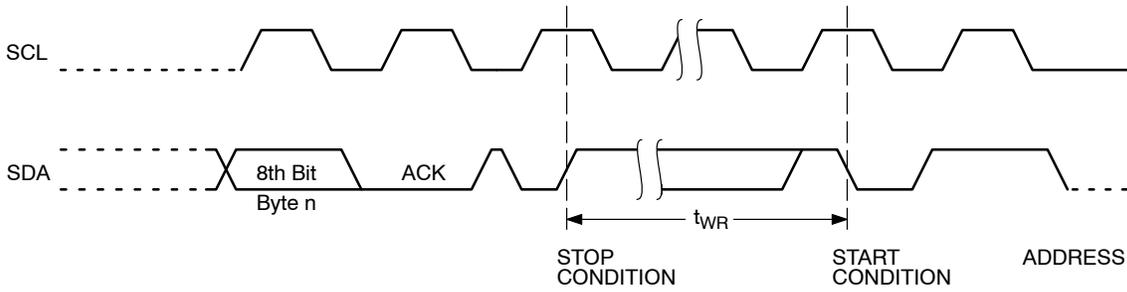 SCL
SDA
8th Bit
Byte n
ACK
tWR
STOP
CONDITION
START
CONDITION
ADDRESS